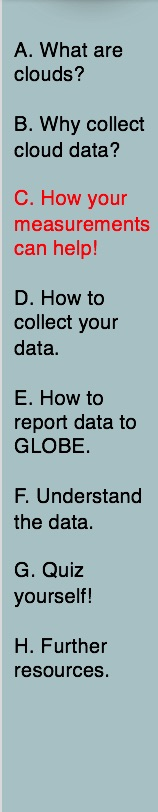 A. What are
clouds?
B. Why collect
cloud data?
C. How your
measurements
can help!
D. How to
collect your
data.
E. How to
report data to
GLOBE.
F. Understand
the data.
G. Quiz
yourself!
H. Further
resources.